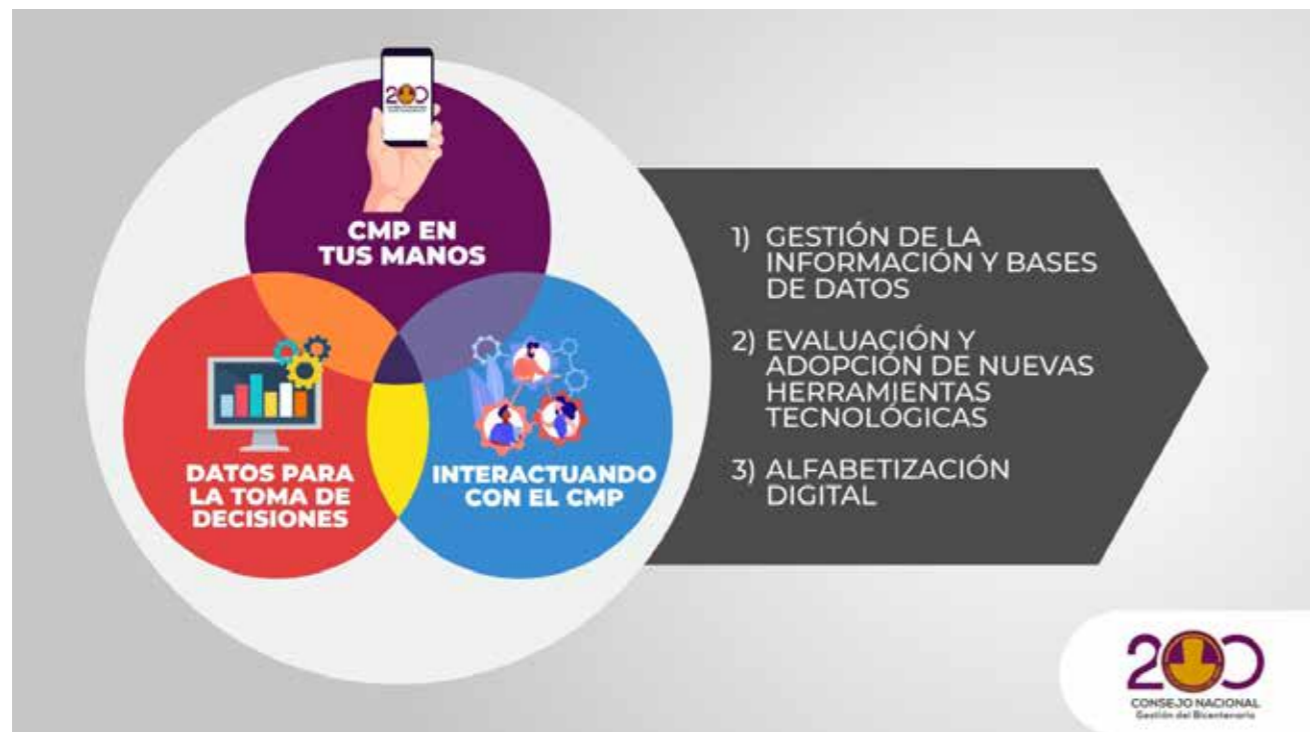 200
CMP EN
TUS MANOS
DATOS PARA
LA TOMA DE
DECISIONES
INTERACTUANDO
CON EL CMP
1) GESTIÓN DE LA
INFORMACIÓN Y BASES
DE DATOS
2) EVALUACIÓN Y
ADOPCIÓN DE NUEVAS
HERRAMIENTAS
TECNOLÓGICAS
3) ALFABETIZACIÓN
DIGITAL
200
CONSEJO NACIONAL
Gestión del Bicentenario